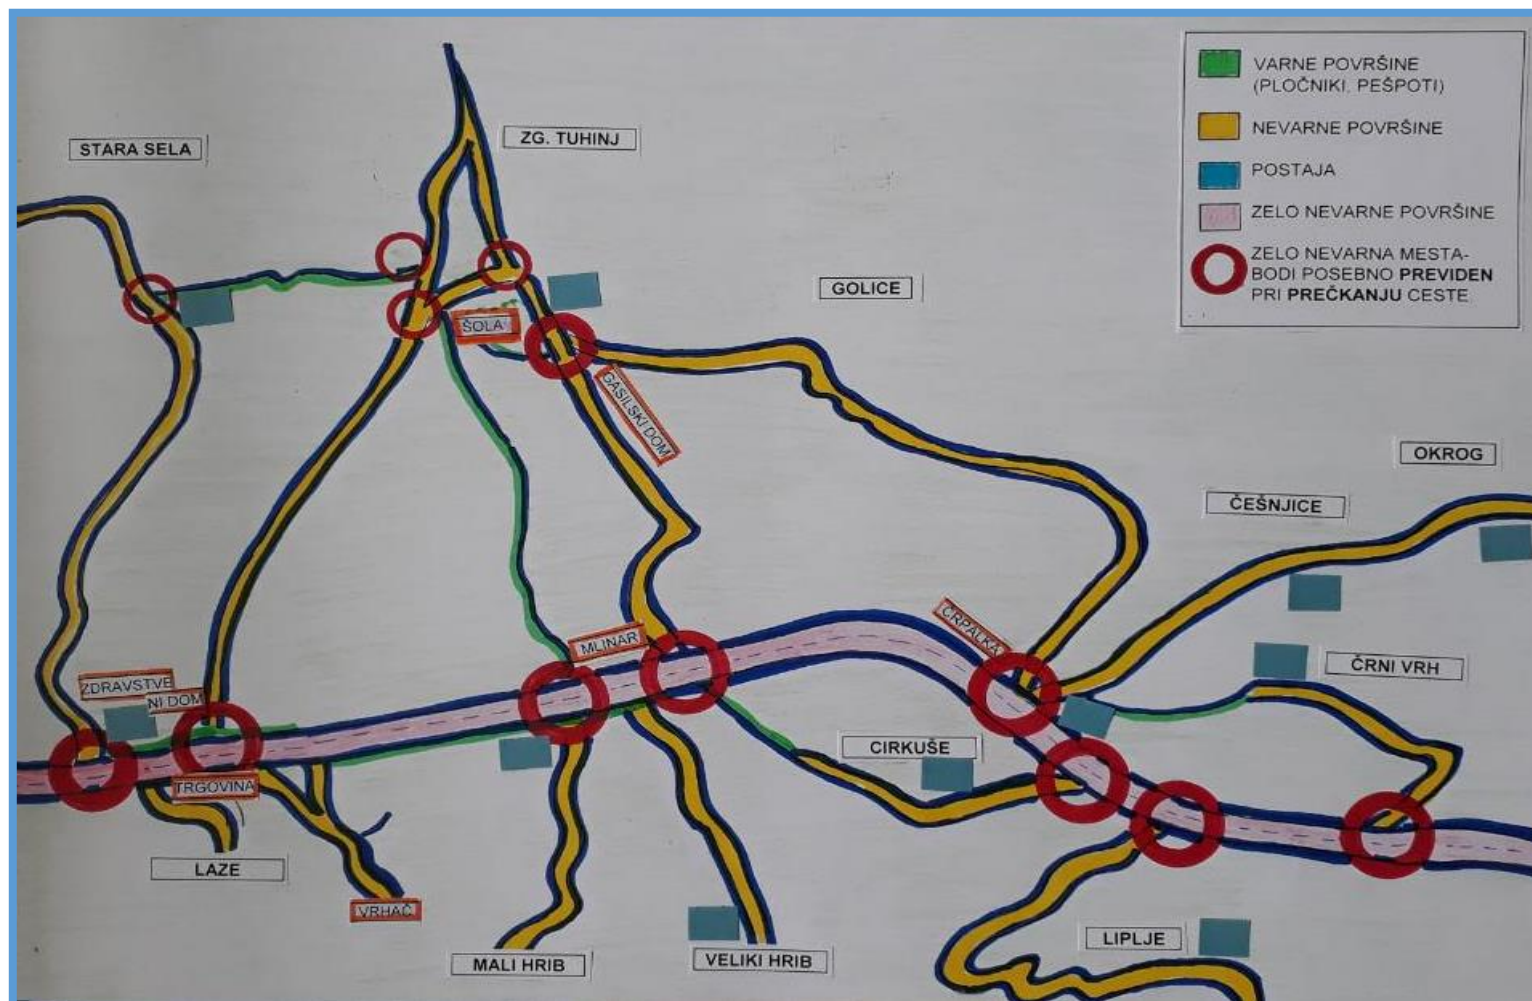 VARNE POVRŠINE
(PLOČNIKI, PEŠPOTI)
NEVARNE POVRŠINE
POSTAJA
ZELO NEVARNE POVRŠINE
ZELO NEVARNA MESTA-
BODI POSEBNO PREVIDEN
PRI PREČKANJU CESTE.
STARA SELA
ZG. TUHINJ
GOLICE
ŠOLA
GASILSKI DOM
OKROG
ČEŠNJICE
ČRPALKA
MLINAR
ČRNI VRH
ZDRAVSTVE
NI DOM
CIRKUŠE
TRGOVINA
LAZE
VRHAČ
LIPLJE
MALI HRIB
VELIKI HRIB